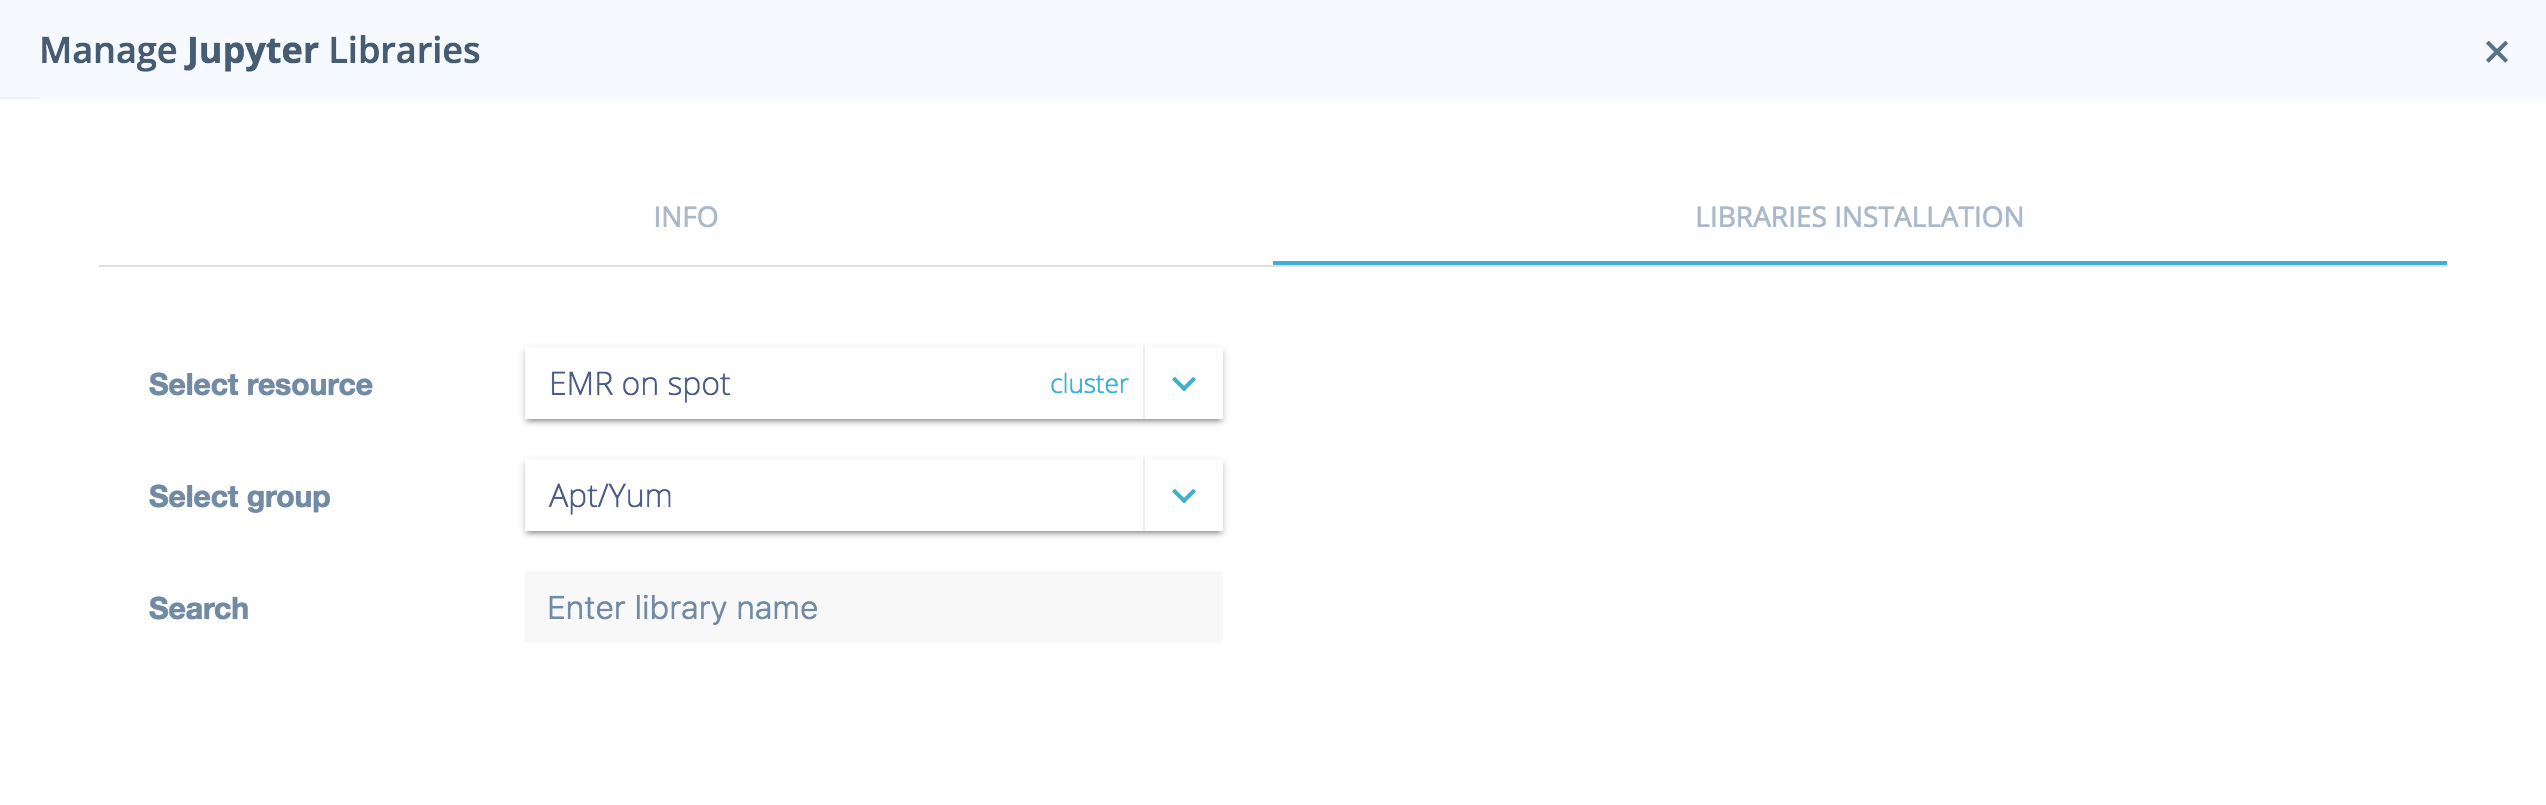 Manage Jupyter Libraries
INFO
LIBRARIES INSTALLATION
Select resource
EMR on spot
cluster
Select group
Apt/Yum
Search
Enter library name